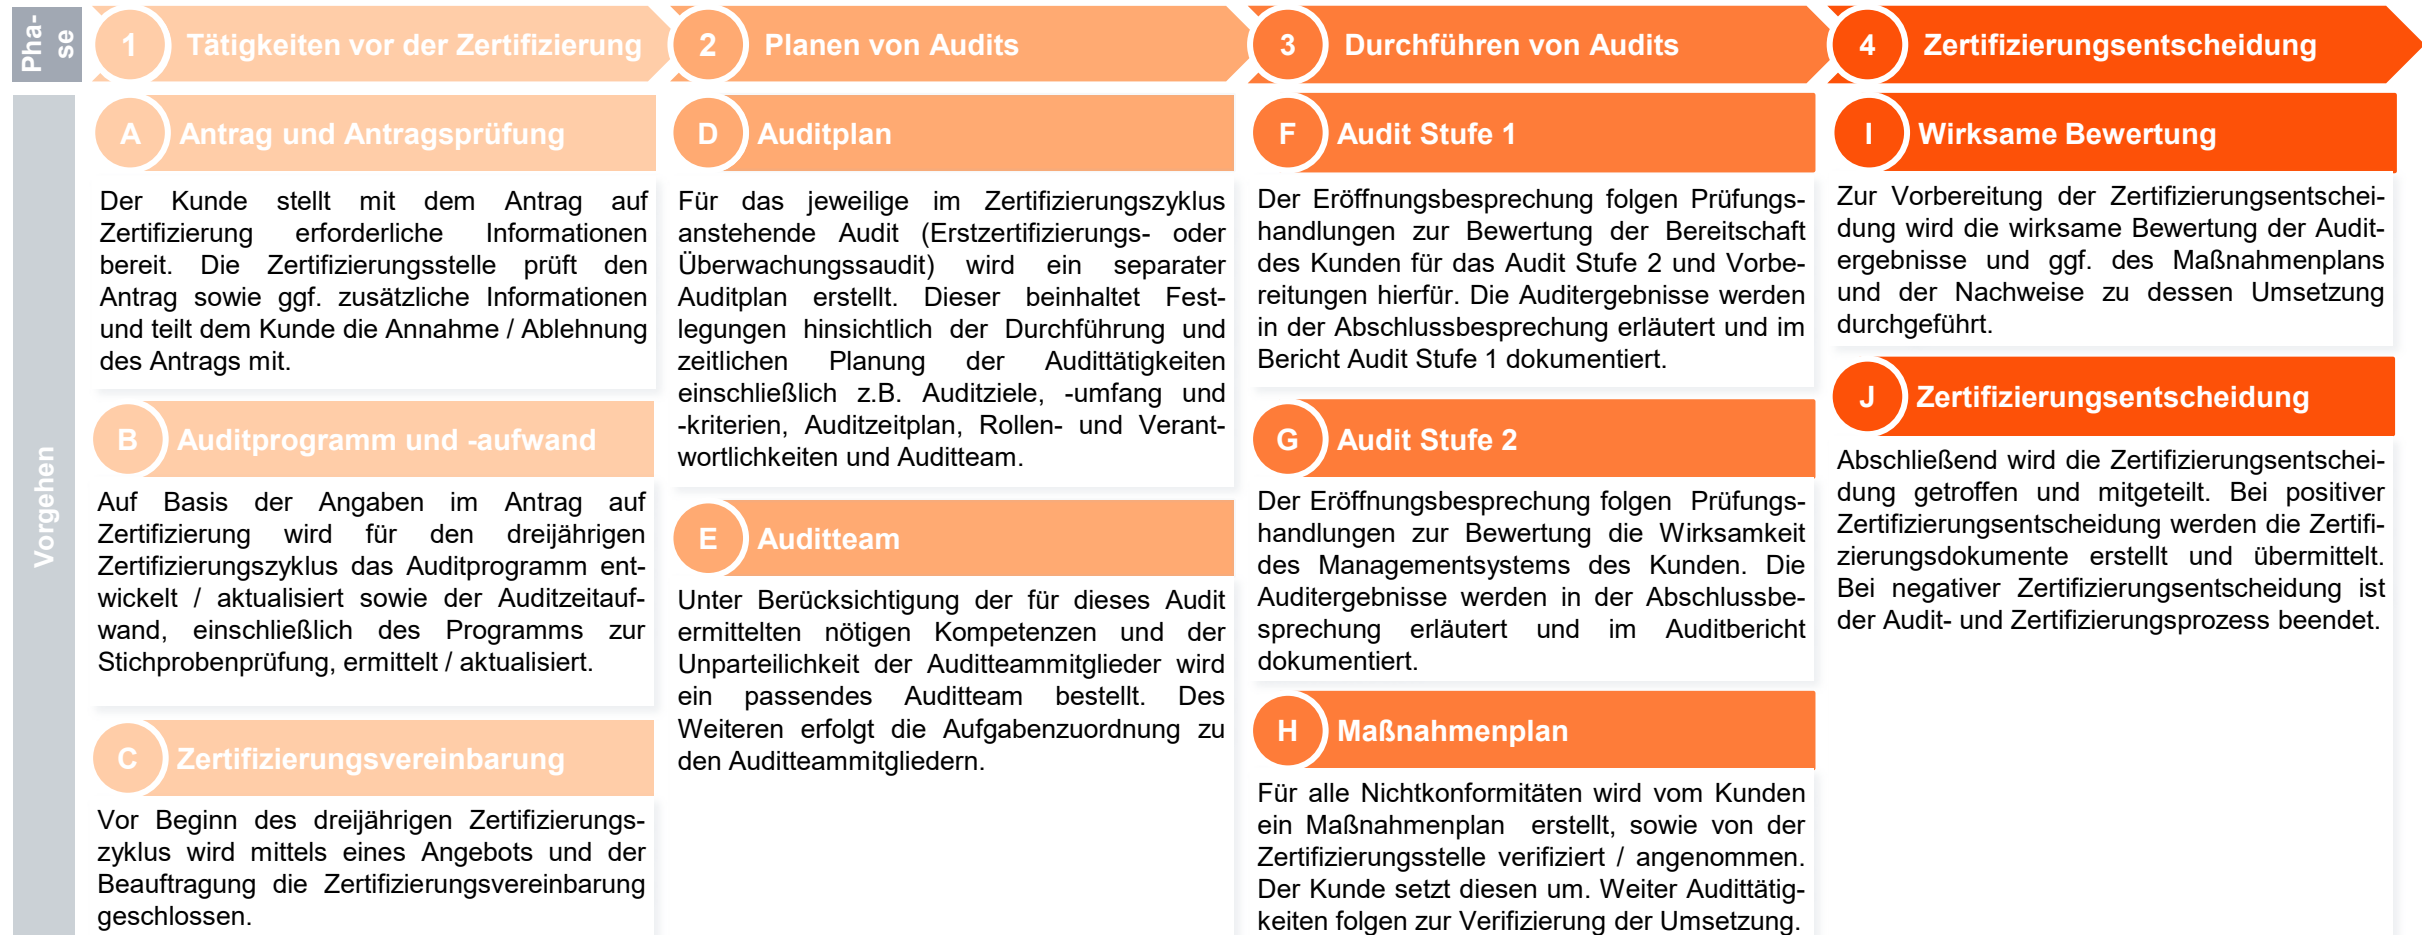 Pha-
se
1 Tätigkeiten vor der Zertifizierung
2 Planen von Audits
3 Durchführen von Audits
4 Zertifizierungsentscheidung
Vorgehen
A Antrag und Antragsprüfung
Der Kunde stellt mit dem Antrag auf
Zertifizierung erforderliche Informationen
bereit. Die Zertifizierungsstelle prüft den
Antrag sowie ggf. zusätzliche Informationen
und teilt dem Kunde die Annahme / Ablehnung
des Antrags mit.
B Auditprogramm und -aufwand
Auf Basis der Angaben im Antrag auf
Zertifizierung wird für den dreijährigen
Zertifizierungszyklus das Auditprogramm ent-
wickelt / aktualisiert sowie der Auditzeitauf-
wand, einschließlich des Programms zur
Stichprobenprüfung, ermittelt / aktualisiert.
C Zertifizierungsvereinbarung
Vor Beginn des dreijährigen Zertifizierungs-
zyklus wird mittels eines Angebots und der
Beauftragung die Zertifizierungsvereinbarung
geschlossen.
D Auditplan
Für das jeweilige im Zertifizierungszyklus
anstehende Audit (Erstzertifizierungs- oder
Überwachungssaudit) wird ein separater
Auditplan erstellt. Dieser beinhaltet Fest-
legungen hinsichtlich der Durchführung und
zeitlichen Planung der Audittätigkeiten
einschließlich z.B. Auditziele, -umfang und
-kriterien, Auditzeitplan, Rollen- und Verant-
wortlichkeiten und Auditteam.
E Auditteam
Unter Berücksichtigung der für dieses Audit
ermittelten nötigen Kompetenzen und der
Unparteilichkeit der Auditteammitglieder wird
ein passendes Auditteam bestellt. Des
Weiteren erfolgt die Aufgabenzuordnung zu
den Auditteammitgliedern.
F Audit Stufe 1
Der Eröffnungsbesprechung folgen Prüfungs-
handlungen zur Bewertung der Bereitschaft
des Kunden für das Audit Stufe 2 und Vorbe-
reitungen hierfür. Die Auditergebnisse werden
in der Abschlussbesprechung erläutert und im
Bericht Audit Stufe 1 dokumentiert.
G Audit Stufe 2
Der Eröffnungsbesprechung folgen Prüfungs-
handlungen zur Bewertung die Wirksamkeit
des Managementsystems des Kunden. Die
Auditergebnisse werden in der Abschlussbe-
sprechung erläutert und im Auditbericht
dokumentiert.
H Maßnahmenplan
Für alle Nichtkonformitäten wird vom Kunden
ein Maßnahmenplan erstellt, sowie von der
Zertifizierungsstelle verifiziert / angenommen.
Der Kunde setzt diesen um. Weiter Audittätig-
keiten folgen zur Verifizierung der Umsetzung.
I Wirksame Bewertung
Zur Vorbereitung der Zertifizierungsentschei-
dung wird die wirksame Bewertung der Audit-
ergebnisse und ggf. des Maßnahmenplans
und der Nachweise zu dessen Umsetzung
durchgeführt.
J Zertifizierungsentscheidung
Abschließend wird die Zertifizierungsentschei-
dung getroffen und mitgeteilt. Bei positiver
Zertifizierungsentscheidung werden die Zertifi-
zierungsdokumente erstellt und übermittelt.
Bei negativer Zertifizierungsentscheidung ist
der Audit- und Zertifizierungsprozess beendet.